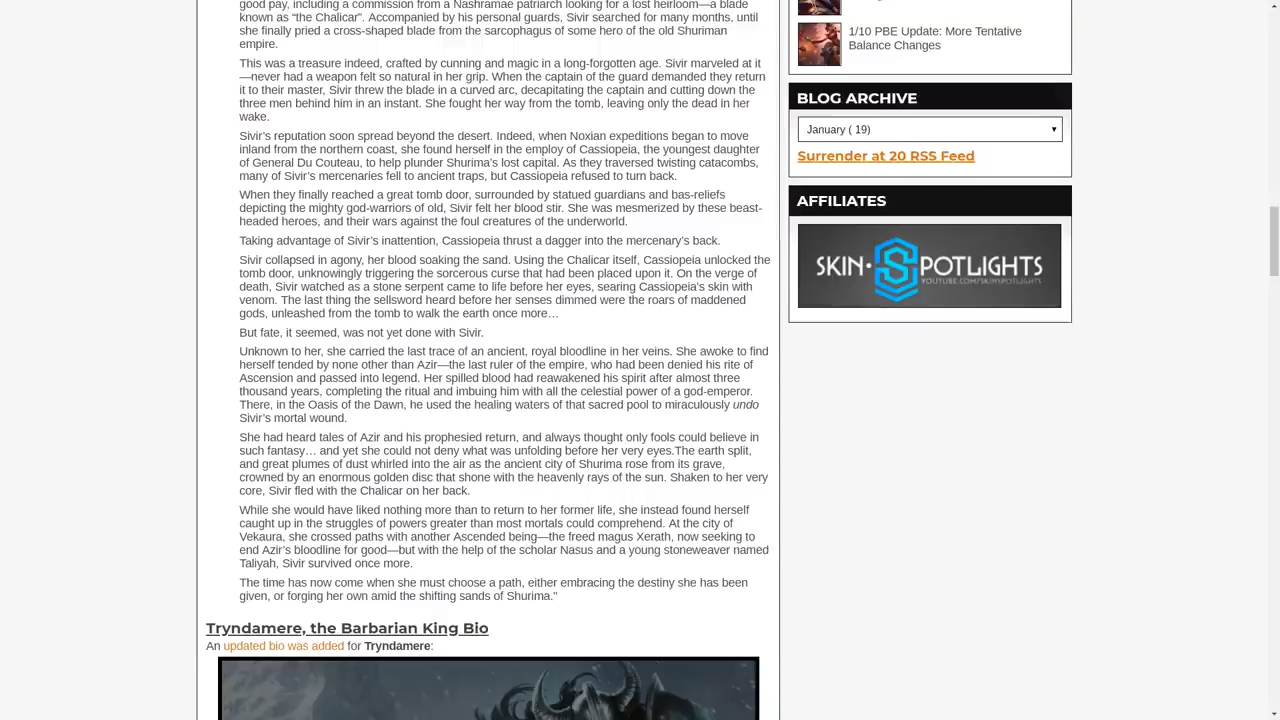 good pay, including a commission from a Nashramae patriarch looking for a lost heirloom—a blade
known as “the Chalicar”. Accompanied by his personal guards, Sivir searched for many months, until
she finally pried a cross-shaped blade from the sarcophagus of some hero of the old Shuriman
empire.
This was a treasure indeed, crafted by cunning and magic in a long-forgotten age. Sivir marveled at it
—never had a weapon felt so natural in her grip. When the captain of the guard demanded they return
it to their master, Sivir threw the blade in a curved arc, decapitating the captain and cutting down the
three men behind him in an instant. She fought her way from the tomb, leaving only the dead in her
wake.
Sivir’s reputation soon spread beyond the desert. Indeed, when Noxian expeditions began to move
inland from the northern coast, she found herself in the employ of Cassiopeia, the youngest daughter
of General Du Couteau, to help plunder Shurima’s lost capital. As they traversed twisting catacombs,
many of Sivir’s mercenaries fell to ancient traps, but Cassiopeia refused to turn back.
When they finally reached a great tomb door, surrounded by statued guardians and bas-reliefs
depicting the mighty god-warriors of old, Sivir felt her blood stir. She was mesmerized by these beast-
headed heroes, and their wars against the foul creatures of the underworld.
Taking advantage of Sivir’s inattention, Cassiopeia thrust a dagger into the mercenary’s back.
Sivir collapsed in agony, her blood soaking the sand. Using the Chalicar itself, Cassiopeia unlocked the
tomb door, unknowingly triggering the sorcerous curse that had been placed upon it. On the verge of
death, Sivir watched as a stone serpent came to life before her eyes, searing Cassiopeia’s skin with
venom. The last thing the sellsword heard before her senses dimmed were the roars of maddened
gods, unleashed from the tomb to walk the earth once more…
But fate, it seemed, was not yet done with Sivir.
Unknown to her, she carried the last trace of an ancient, royal bloodline in her veins. She awoke to find
herself tended by none other than Azir—the last ruler of the empire, who had been denied his rite of
Ascension and passed into legend. Her spilled blood had reawakened his spirit after almost three
thousand years, completing the ritual and imbuing him with all the celestial power of a god-emperor.
There, in the Oasis of the Dawn, he used the healing waters of that sacred pool to miraculously undo
Sivir’s mortal wound.
She had heard tales of Azir and his prophesied return, and always thought only fools could believe in
such fantasy… and yet she could not deny what was unfolding before her very eyes.The earth split,
and great plumes of dust whirled into the air as the ancient city of Shurima rose from its grave,
crowned by an enormous golden disc that shone with the heavenly rays of the sun. Shaken to her very
core, Sivir fled with the Chalicar on her back.
While she would have liked nothing more than to return to her former life, she instead found herself
caught up in the struggles of powers greater than most mortals could comprehend. At the city of
Vekaura, she crossed paths with another Ascended being—the freed magus Xerath, now seeking to
end Azir’s bloodline for good—but with the help of the scholar Nasus and a young stoneweaver named
Taliyah, Sivir survived once more.
The time has now come when she must choose a path, either embracing the destiny she has been
given, or forging her own amid the shifting sands of Shurima."
Tryndamere, the Barbarian King Bio
An updated bio was added for Tryndamere:
1/10 PBE Update: More Tentative
Balance Changes
BLOG ARCHIVE
January ( 19)
Surrender at 20 RSS Feed
AFFILIATES
SKIN·SPOTLIGHTS
YOUTUBE.COM/SKINSPOTLIGHTS